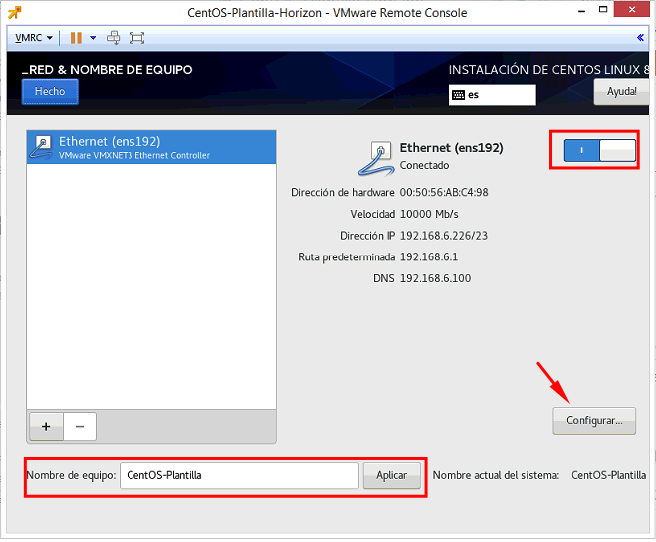 CentOS-Plantilla-Horizon - VMware Remote Console
VMRC
_RED & NOMBRE DE EQUIPO
INSTALACIÓN DE CENTOS LINUX 8
Hecho
es
Ayuda!
Ethernet (ens192)
VMware VMXNET3 Ethernet Controller
Ethernet (ens192)
Conectado
Dirección de hardware 00:50:56:AB:C4:98
Velocidad 10000 Mb/s
Dirección IP 192.168.6.226/23
Ruta predeterminada 192.168.6.1
DNS 192.168.6.100
Configurar...
Nombre de equipo: CentOS-Plantilla Aplicar Nombre actual del sistema: CentOS-Plantilla